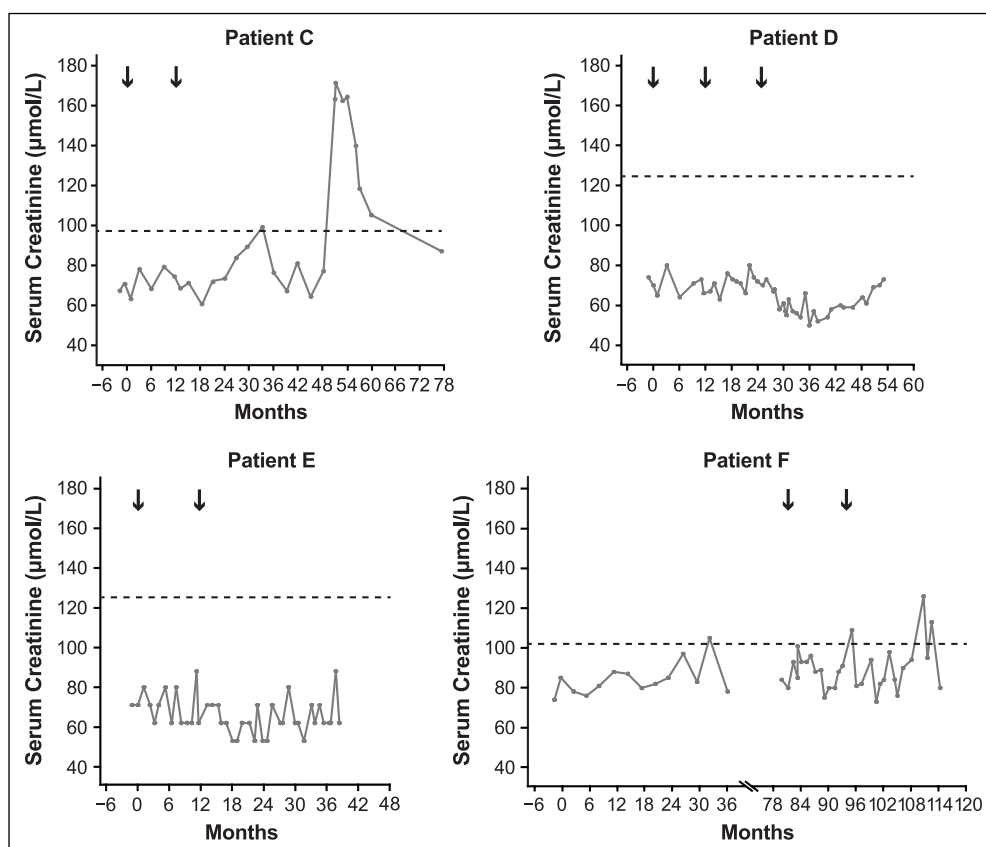 Patient C
Serum Creatinine (µmol/L)
180
160
140
120
100
80
60
40
−6 0 6 12 18 24 30 36 42 48 54 60 66 72 78
Months
Patient D
Serum Creatinine (µmol/L)
180
160
140
120
100
80
60
40
−6 0 6 12 18 24 30 36 42 48 54 60
Months
Patient E
Serum Creatinine (µmol/L)
180
160
140
120
100
80
60
40
−6 0 6 12 18 24 30 36 42 48
Months
Patient F
Serum Creatinine (µmol/L)
180
160
140
120
100
80
60
40
−6 0 6 12 18 24 30 36 78 84 90 96 102 108 114 120
Months